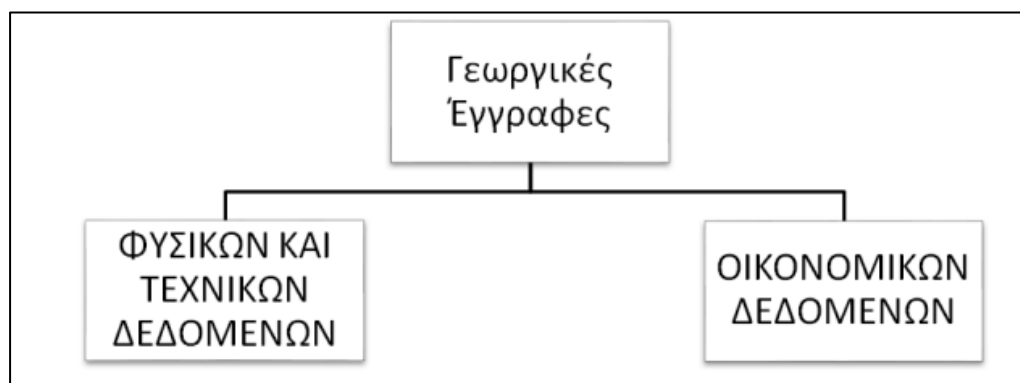 Γεωργικές
Έγγραφες
ΦΥΣΙΚΩΝ ΚΑΙ
ΤΕΧΝΙΚΩΝ
ΔΕΔΟΜΕΝΩΝ
ΟΙΚΟΝΟΜΙΚΩΝ
ΔΕΔΟΜΕΝΩΝ